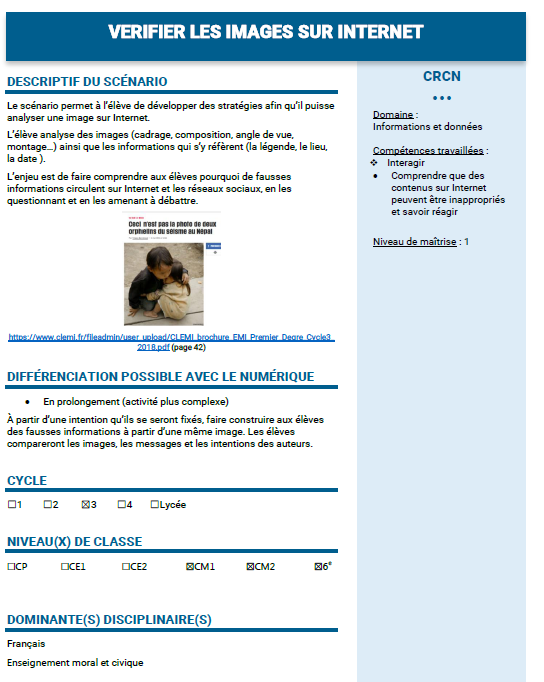 VERIFIER LES IMAGES SUR INTERNET
DESCRIPTIF DU SCÉNARIO
Le scénario permet à l'élève de développer des stratégies afin qu'il puisse
analyser une image sur Internet.
L'élève analyse des images (cadrage, composition, angle de vue,
montage…) ainsi que les informations qui s'y réfèrent (la légende, le lieu,
la date ).
L'enjeu est de faire comprendre aux élèves pourquoi de fausses
informations circulent sur Internet et les réseaux sociaux, en les
questionnant et en les amenant à débattre.
Ceci n'est pas la photo de deux
orphelins du séisme au Népal
https://www.clemi.fr/fileadmin/user_upload/CLEMI_brochure_EMI_Premier_Degre_Cycle3_
2018.pdf (page 42)
DIFFÉRENCIATION POSSIBLE AVEC LE NUMÉRIQUE
• En prolongement (activité plus complexe)
À partir d'une intention qu'ils se seront fixés, faire construire aux élèves
des fausses informations à partir d'une même image. Les élèves
compareront les images, les messages et les intentions des auteurs.
CYCLE
☐1 ☐2 ☒3 ☐4 ☐Lycée
NIVEAU(X) DE CLASSE
☐CP ☐CE1 ☐CE2 ☒CM1 ☒CM2 ☒6e
DOMINANTE(S) DISCIPLINAIRE(S)
Français
Enseignement moral et civique
CRCN
•••
Domaine :
Informations et données
Compétences travaillées :
❖ Interagir
• Comprendre que des
contenus sur Internet
peuvent être inappropriés
et savoir réagir
Niveau de maîtrise : 1